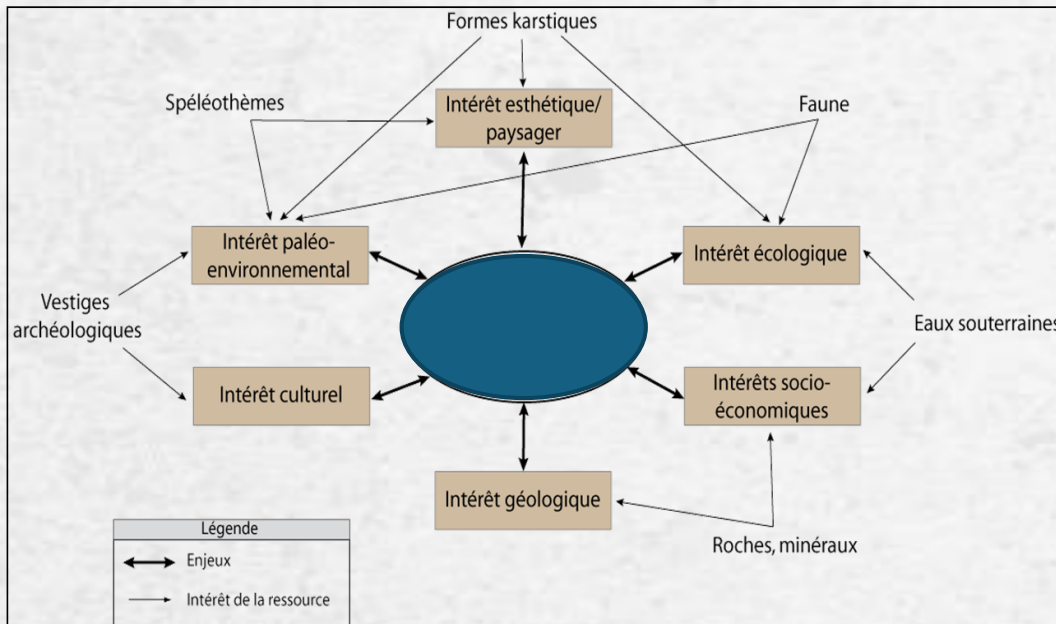 Formes karstiques
Spéléothèmes
Intérêt esthétique/
paysager
Faune
Intérêt paléo-
environnemental
Intérêt écologique
Vestiges
archéologiques
Eaux souterraines
Intérêt culturel
Intérêts socio-
économiques
Intérêt géologique
Roches, minéraux
Légende
Enjeux
Intérêt de la ressource